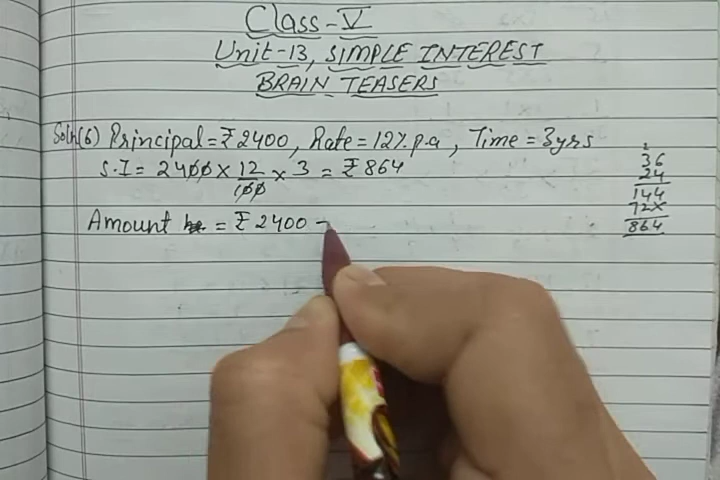 Class-V
Unit-13, SIMPLE INTEREST
BRAIN TEASERS
Soln(6) Principal = ₹2400, Rate = 12% p.a, Time = 3yrs
S.I = 2400 × 12/100 × 3 = ₹864
Amount = ₹2400 -
2
36
24
144
72×
864